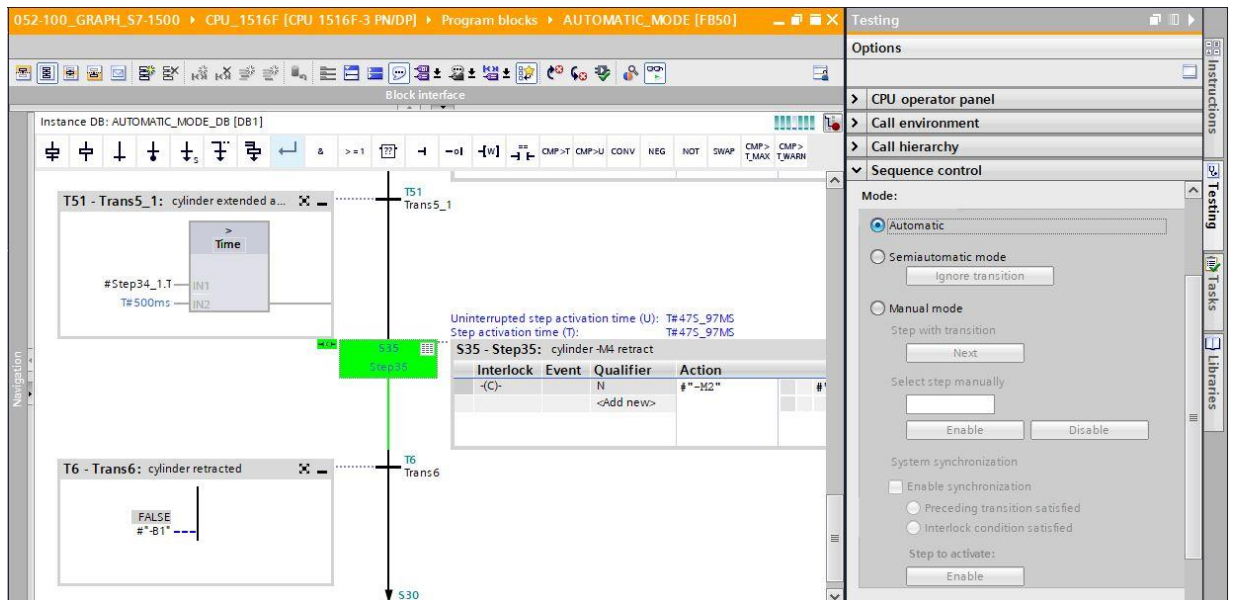 052-100_GRAPH_S7-1500 ▸ CPU_1516F [CPU 1516F-3 PN/DP] ▸ Program blocks ▸ AUTOMATIC_MODE [FB50]
Block interface
Instance DB: AUTOMATIC_MODE_DB [DB1]
& >=1 ?? CMP>T CMP>U CONV NEG NOT SWAP CMP> T_MAX CMP> T_WARN
T51 - Trans5_1: cylinder extended a...
T51
Trans5_1
>
Time
#Step34_1.T IN1
T#500ms IN2
Uninterrupted step activation time (U): T#47S_97MS
Step activation time (T): T#47S_97MS
S35
Step35
S35 - Step35: cylinder -M4 retract
Interlock Event Qualifier Action
-(C)- N #"-M2" #"
<Add new>
T6 - Trans6: cylinder retracted
T6
Trans6
FALSE
#"-B1"
S30
Navigation
Testing
Options
CPU operator panel
Call environment
Call hierarchy
Sequence control
Mode:
Automatic
Semiautomatic mode
Ignore transition
Manual mode
Step with transition
Next
Select step manually
Enable Disable
System synchronization
Enable synchronization
Preceding transition satisfied
Interlock condition satisfied
Step to activate:
Enable
Instructions
Testing
Tasks
Libraries